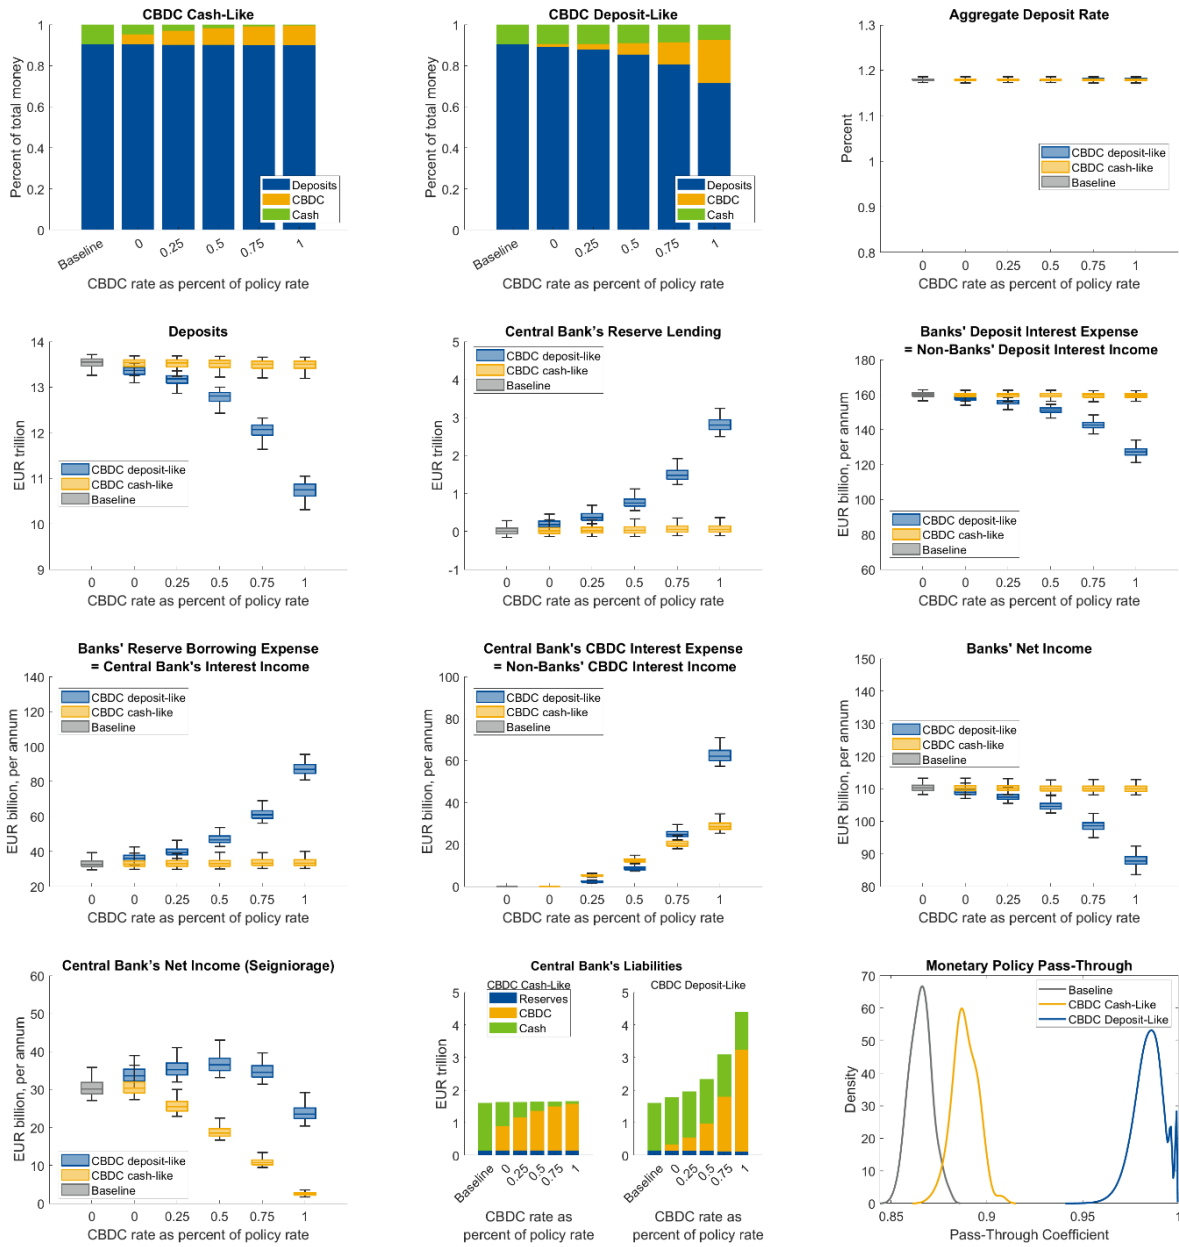 CBDC Cash-Like
Percent of total money
1
0.8
0.6
0.4
0.2
0
Deposits
CBDC
Cash
Baseline
0
0.25
0.5
0.75
1
CBDC rate as percent of policy rate
CBDC Deposit-Like
Percent of total money
1
0.8
0.6
0.4
0.2
0
Deposits
CBDC
Cash
Baseline
0
0.25
0.5
0.75
1
CBDC rate as percent of policy rate
Aggregate Deposit Rate
Percent
1.3
1.2
1.1
1
0.9
0.8
CBDC deposit-like
CBDC cash-like
Baseline
0 0 0.25 0.5 0.75 1
CBDC rate as percent of policy rate
Deposits
EUR trillion
14
13
12
11
10
9
CBDC deposit-like
CBDC cash-like
Baseline
0 0 0.25 0.5 0.75 1
CBDC rate as percent of policy rate
Central Bank's Reserve Lending
EUR trillion
5
4
3
2
1
0
-1
CBDC deposit-like
CBDC cash-like
Baseline
0 0 0.25 0.5 0.75 1
CBDC rate as percent of policy rate
Banks' Deposit Interest Expense
= Non-Banks' Deposit Interest Income
EUR billion, per annum
180
160
140
120
100
80
60
CBDC deposit-like
CBDC cash-like
Baseline
0 0 0.25 0.5 0.75 1
CBDC rate as percent of policy rate
Banks' Reserve Borrowing Expense
= Central Bank's Interest Income
EUR billion, per annum
140
120
100
80
60
40
20
CBDC deposit-like
CBDC cash-like
Baseline
0 0 0.25 0.5 0.75 1
CBDC rate as percent of policy rate
Central Bank's CBDC Interest Expense
= Non-Banks' CBDC Interest Income
EUR billion, per annum
100
80
60
40
20
0
CBDC deposit-like
CBDC cash-like
Baseline
0 0 0.25 0.5 0.75 1
CBDC rate as percent of policy rate
Banks' Net Income
EUR billion, per annum
150
140
130
120
110
100
90
80
CBDC deposit-like
CBDC cash-like
Baseline
0 0 0.25 0.5 0.75 1
CBDC rate as percent of policy rate
Central Bank's Net Income (Seigniorage)
EUR billion, per annum
60
50
40
30
20
10
0
CBDC deposit-like
CBDC cash-like
Baseline
0 0 0.25 0.5 0.75 1
CBDC rate as percent of policy rate
Central Bank's Liabilities
CBDC Cash-Like
EUR trillion
5
4
3
2
1
0
Reserves
CBDC
Cash
Baseline
0
0.25
0.5
0.75
1
CBDC rate as
percent of policy rate
CBDC Deposit-Like
5
4
3
2
1
0
Baseline
0
0.25
0.5
0.75
1
CBDC rate as
percent of policy rate
Monetary Policy Pass-Through
Density
70
60
50
40
30
20
10
0
Baseline
CBDC Cash-Like
CBDC Deposit-Like
0.85 0.9 0.95 1
Pass-Through Coefficient